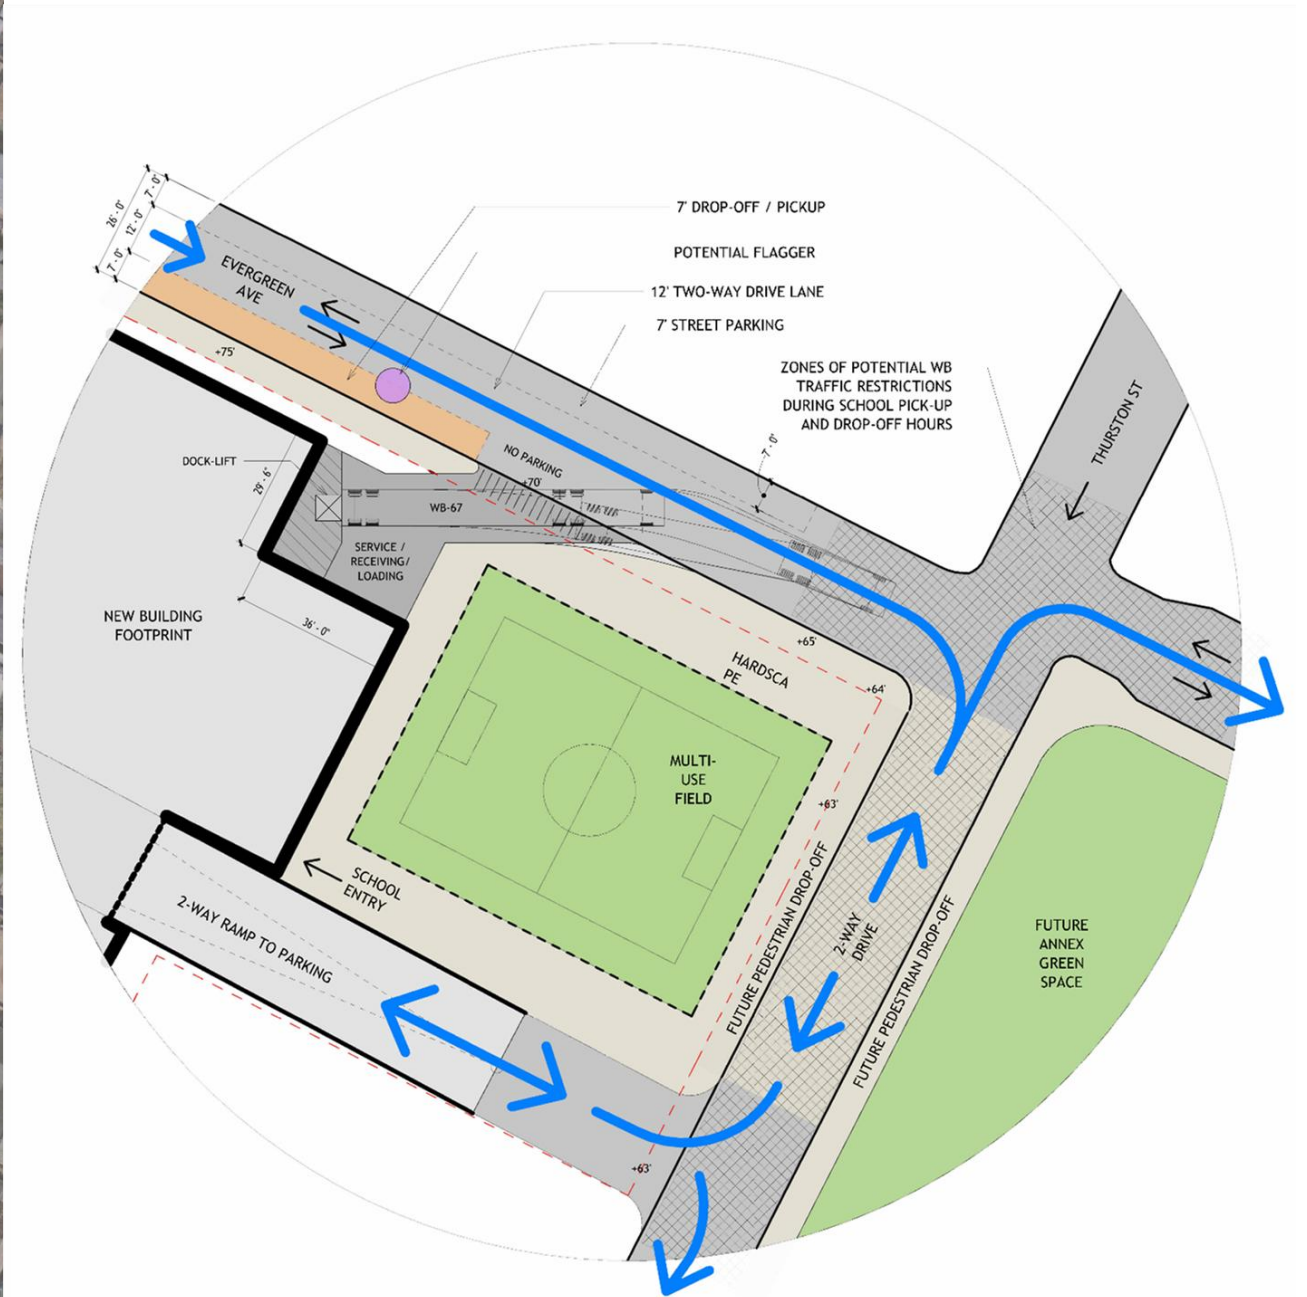 7' DROP-OFF / PICKUP
POTENTIAL FLAGGER
12' TWO-WAY DRIVE LANE
7' STREET PARKING
ZONES OF POTENTIAL WB
TRAFFIC RESTRICTIONS
DURING SCHOOL PICK-UP
AND DROP-OFF HOURS
26' - 0"
7' - 0"
12' - 0"
7' - 0"
EVERGREEN
AVE
THURSTON ST
+75'
NO PARKING
+70'
7' - 0"
DOCK-LIFT
29' - 6"
WB-67
SERVICE /
RECEIVING/
LOADING
NEW BUILDING
FOOTPRINT
36' - 0"
+65'
HARDSCA
PE
+64'
MULTI-
USE
FIELD
+63'
SCHOOL
ENTRY
2-WAY RAMP TO PARKING
FUTURE PEDESTRIAN DROP-OFF
2-WAY
DRIVE
FUTURE PEDESTRIAN DROP-OFF
FUTURE
ANNEX
GREEN
SPACE
+63'